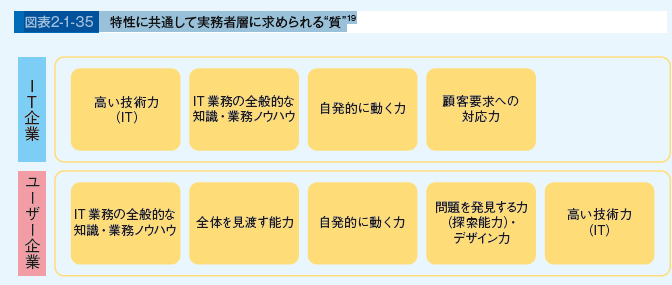 図表2-1-35 特性に共通して実務者層に求められる“質”19
IT企業
高い技術力
(IT)
IT業務の全般的な
知識・業務ノウハウ
自発的に動く力
顧客要求への
対応力
ユーザー企業
IT業務の全般的な
知識・業務ノウハウ
全体を見渡す能力
自発的に動く力
問題を発見する力
(探索能力)・
デザイン力
高い技術力
(IT)